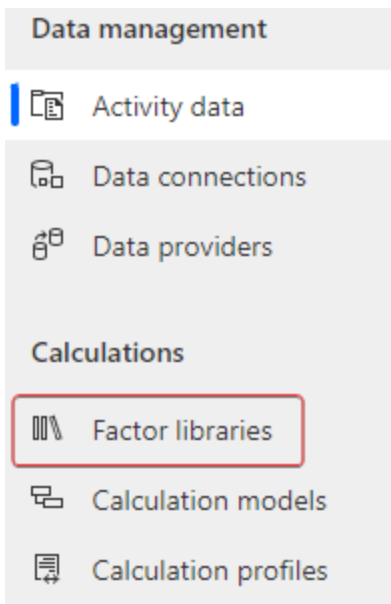 Data management
Activity data
Data connections
Data providers
Calculations
Factor libraries
Calculation models
Calculation profiles